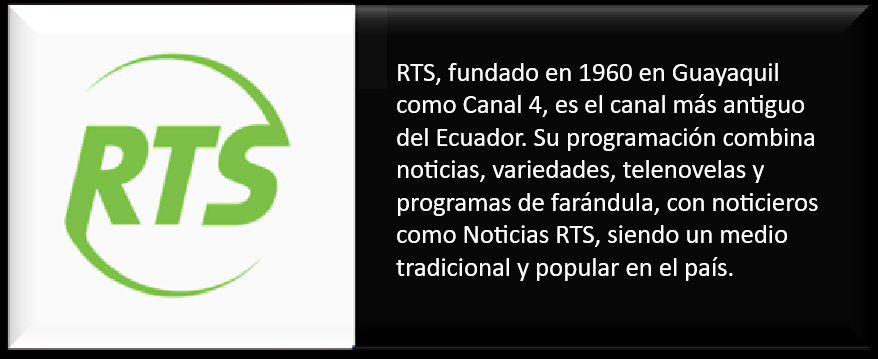 RTS
RTS, fundado en 1960 en Guayaquil
como Canal 4, es el canal más antiguo
del Ecuador. Su programación combina
noticias, variedades, telenovelas y
programas de farándula, con noticieros
como Noticias RTS, siendo un medio
tradicional y popular en el país.